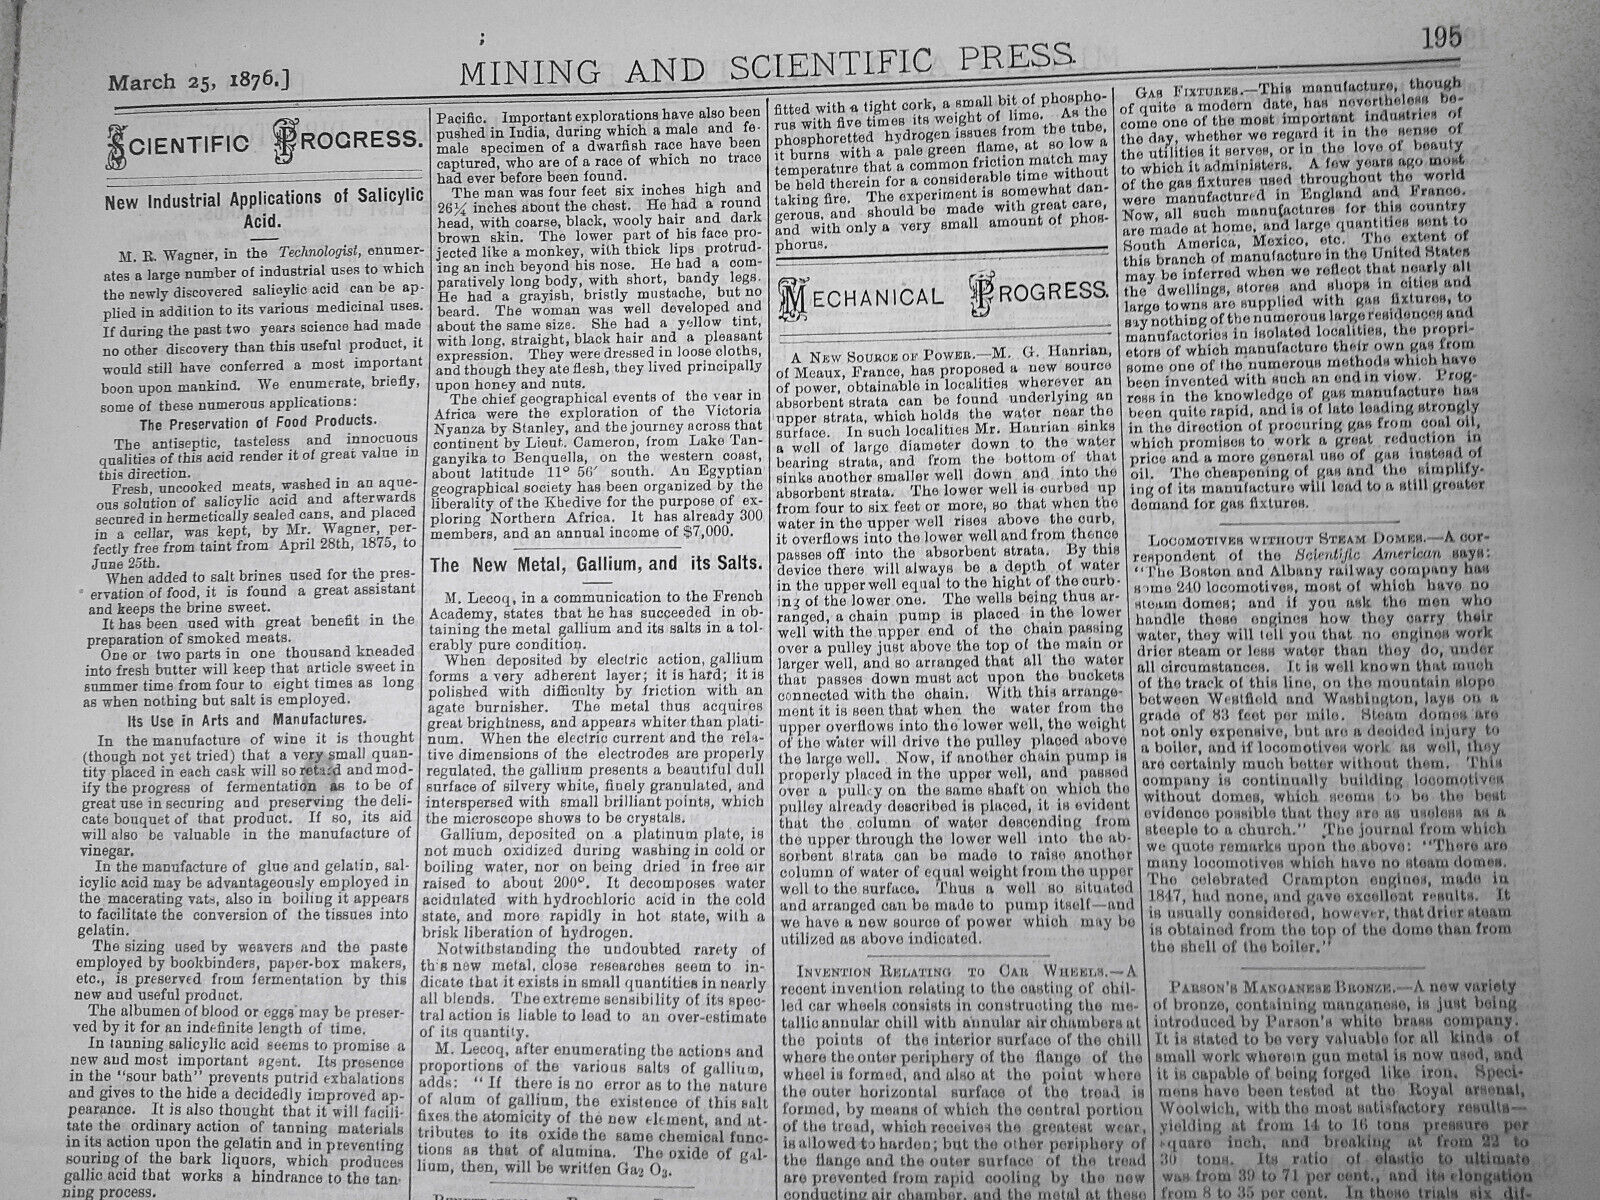 March 25, 1876.]
MINING AND SCIENTIFIC PRESS.
195
SCIENTIFIC PROGRESS.
New Industrial Applications of Salicylic
Acid.
M. R. Wagner, in the Technologist, enumer-
ates a large number of industrial uses to which
the newly discovered salicylic acid can be ap-
plied in addition to its various medicinal uses.
If during the past two years science had made
no other discovery than this useful product, it
would still have conferred a most important
boon upon mankind. We enumerate, briefly,
some of these numerous applications:
The Preservation of Food Products.
The antiseptic, tasteless and innocuous
qualities of this acid render it of great value in
this direction.
Fresh, uncooked meats, washed in an aque-
ous solution of salicylic acid and afterwards
secured in hermetically sealed cans, and placed
in a cellar, was kept, by Mr. Wagner, per-
fectly free from taint from April 28th, 1875, to
June 25th.
When added to salt brines used for the pres-
ervation of food, it is found a great assistant
and keeps the brine sweet.
It has been used with great benefit in the
preparation of smoked meats.
One or two parts in one thousand kneaded
into fresh butter will keep that article sweet in
summer time from four to eight times as long
as when nothing but salt is employed.
Its Use in Arts and Manufactures.
In the manufacture of wine it is thought
(though not yet tried) that a very small quan-
tity placed in each cask will so retard and mod-
ify the progress of fermentation as to be of
great use in securing and preserving the deli-
cate bouquet of that product. If so, its aid
will also be valuable in the manufacture of
vinegar.
In the manufacture of glue and gelatin, sal-
icylic acid may be advantageously employed in
the macerating vats, also in boiling it appears
to facilitate the conversion of the tissues into
gelatin.
The sizing used by weavers and the paste
employed by bookbinders, paper-box makers,
etc., is preserved from fermentation by this
new and useful product.
The albumen of blood or eggs may be preser-
ved by it for an indefinite length of time.
In tanning salicylic acid seems to promise a
new and most important agent. Its presence
in the "sour bath" prevents putrid exhalations
and gives to the hide a decidedly improved ap-
pearance. It is also thought that it will facili-
tate the ordinary action of tanning materials
in its action upon the gelatin and in preventing
souring of the bark liquors, which produces
gallic acid that works a hindrance to the tan-
ning process.
Pacific. Important explorations have also been
pushed in India, during which a male and fe-
male specimen of a dwarfish race have been
captured, who are of a race of which no trace
had ever before been found.
The man was four feet six inches high and
26¼ inches about the chest. He had a round
head, with coarse, black, wooly hair and dark
brown skin. The lower part of his face pro-
jected like a monkey, with thick lips protrud-
ing an inch beyond his nose. He had a com-
paratively long body, with short, bandy legs.
He had a grayish, bristly mustache, but no
beard. The woman was well developed and
about the same size. She had a yellow tint,
with long, straight, black hair and a pleasant
expression. They were dressed in loose cloths,
and though they ate flesh, they lived principally
upon honey and nuts.
The chief geographical events of the year in
Africa were the exploration of the Victoria
Nyanza by Stanley, and the journey across that
continent by Lieut. Cameron, from Lake Tan-
ganyika to Benquella, on the western coast,
about latitude 11° 56′ south. An Egyptian
geographical society has been organized by the
liberality of the Khedive for the purpose of ex-
ploring Northern Africa. It has already 300
members, and an annual income of $7,000.
The New Metal, Gallium, and its Salts.
M. Lecoq, in a communication to the French
Academy, states that he has succeeded in ob-
taining the metal gallium and its salts in a tol-
erably pure condition.
When deposited by electric action, gallium
forms a very adherent layer; it is hard; it is
polished with difficulty by friction with an
agate burnisher. The metal thus acquires
great brightness, and appears whiter than plati-
num. When the electric current and the rela-
tive dimensions of the electrodes are properly
regulated, the gallium presents a beautiful dull
surface of silvery white, finely granulated, and
interspersed with small brilliant points, which
the microscope shows to be crystals.
Gallium, deposited on a platinum plate, is
not much oxidized during washing in cold or
boiling water, nor on being dried in free air
raised to about 200°. It decomposes water
acidulated with hydrochloric acid in the cold
state, and more rapidly in hot state, with a
brisk liberation of hydrogen.
Notwithstanding the undoubted rarety of
this new metal, close researches seem to in-
dicate that it exists in small quantities in nearly
all blends. The extreme sensibility of its spec-
tral action is liable to lead to an over-estimate
of its quantity.
M. Lecoq, after enumerating the actions and
proportions of the various salts of gallium,
adds: "If there is no error as to the nature
of alum of gallium, the existence of this salt
fixes the atomicity of the new element, and at-
tributes to its oxide the same chemical func-
tions as that of alumina. The oxide of gal-
lium, then, will be written Ga2 O3.
fitted with a tight cork, a small bit of phospho-
rus with five times its weight of lime. As the
phosphoretted hydrogen issues from the tube,
it burns with a pale green flame, at so low a
temperature that a common friction match may
be held therein for a considerable time without
taking fire. The experiment is somewhat dan-
gerous, and should be made with great care,
and with only a very small amount of phos-
phorus.
MECHANICAL PROGRESS.
A NEW SOURCE OF POWER.—M. G. Hanrian,
of Meaux, France, has proposed a new source
of power, obtainable in localities wherever an
absorbent strata can be found underlying an
upper strata, which holds the water near the
surface. In such localities Mr. Hanrian sinks
a well of large diameter down to the water
bearing strata, and from the bottom of that
sinks another smaller well down and into the
absorbent strata. The lower well is curbed up
from four to six feet or more, so that when the
water in the upper well rises above the curb,
it overflows into the lower well and from thence
passes off into the absorbent strata. By this
device there will always be a depth of water
in the upper well equal to the hight of the curb-
ing of the lower one. The wells being thus ar-
ranged, a chain pump is placed in the lower
well with the upper end of the chain passing
over a pulley just above the top of the main or
larger well, and so arranged that all the water
that passes down must act upon the buckets
connected with the chain. With this arrange-
ment it is seen that when the water from the
upper overflows into the lower well, the weight
of the water will drive the pulley placed above
the large well. Now, if another chain pump is
properly placed in the upper well, and passed
over a pulley on the same shaft on which the
pulley already described is placed, it is evident
that the column of water descending from
the upper through the lower well into the ab-
sorbent strata can be made to raise another
column of water of equal weight from the upper
well to the surface. Thus a well so situated
and arranged can be made to pump itself—and
we have a new source of power which may be
utilized as above indicated.
INVENTION RELATING TO CAR WHEELS.—A
recent invention relating to the casting of chil-
led car wheels consists in constructing the me-
tallic annular chill with annular air chambers at
the points of the interior surface of the chill
where the outer periphery of the flange of the
wheel is formed, and also at the point where
the outer horizontal surface of the tread is
formed, by means of which the central portion
of the tread, which receives the greatest wear,
is allowed to harden; but the other periphery of
the flange and the outer surface of the tread
are prevented from rapid cooling by the hew
conducting air chamber, and the metal at these
GAS FIXTURES.—This manufacture, though
of quite a modern date, has nevertheless be-
come one of the most important industries of
the day, whether we regard it in the sense of
the utilities it serves, or in the love of beauty
to which it administers. A few years ago most
of the gas fixtures used throughout the world
were manufactured in England and France.
Now, all such manufactures for this country
are made at home, and large quantities sent to
South America, Mexico, etc. The extent of
this branch of manufacture in the United States
may be inferred when we reflect that nearly all
the dwellings, stores and shops in cities and
large towns are supplied with gas fixtures, to
say nothing of the numerous large residences and
manufactories in isolated localities, the propri-
etors of which manufacture their own gas from
some one of the numerous methods which have
been invented with such an end in view. Prog-
ress in the knowledge of gas manufacture has
been quite rapid, and is of late leading strongly
in the direction of procuring gas from coal oil,
which promises to work a great reduction in
price and a more general use of gas instead of
oil. The cheapening of gas and the simplify-
ing of its manufacture will lead to a still greater
demand for gas fixtures.
LOCOMOTIVES WITHOUT STEAM DOMES.—A cor-
respondent of the Scientific American says:
"The Boston and Albany railway company has
some 240 locomotives, most of which have no
steam domes; and if you ask the men who
handle these engines how they carry their
water, they will tell you that no engines work
drier steam or less water than they do, under
all circumstances. It is well known that much
of the track of this line, on the mountain slope
between Westfield and Washington, lays on a
grade of 83 feet per mile. Steam domes are
not only expensive, but are a decided injury to
a boiler, and if locomotives work as well, they
are certainly much better without them. This
company is continually building locomotives
without domes, which seems to be the best
evidence possible that they are as useless as a
steeple to a church." The journal from which
we quote remarks upon the above: "There are
many locomotives which have no steam domes.
The celebrated Crampton engines, made in
1847, had none, and gave excellent results. It
is usually considered, however, that drier steam
is obtained from the top of the dome than from
the shell of the boiler."
PARSON'S MANGANESE BRONZE.—A new variety
of bronze, containing manganese, is just being
introduced by Parson's white brass company.
It is stated to be very valuable for all kinds of
small work wherein gun metal is now used, and
it is capable of being forged like iron. Speci-
mens have been tested at the Royal arsenal,
Woolwich, with the most satisfactory results—
yielding at from 14 to 16 tons pressure per
square inch, and breaking at from 22 to
30 tons. Its ratio of elastic to ultimate
was from 39 to 71 per cent., and its elongation
from 8 to 35 per cent. In these trials six